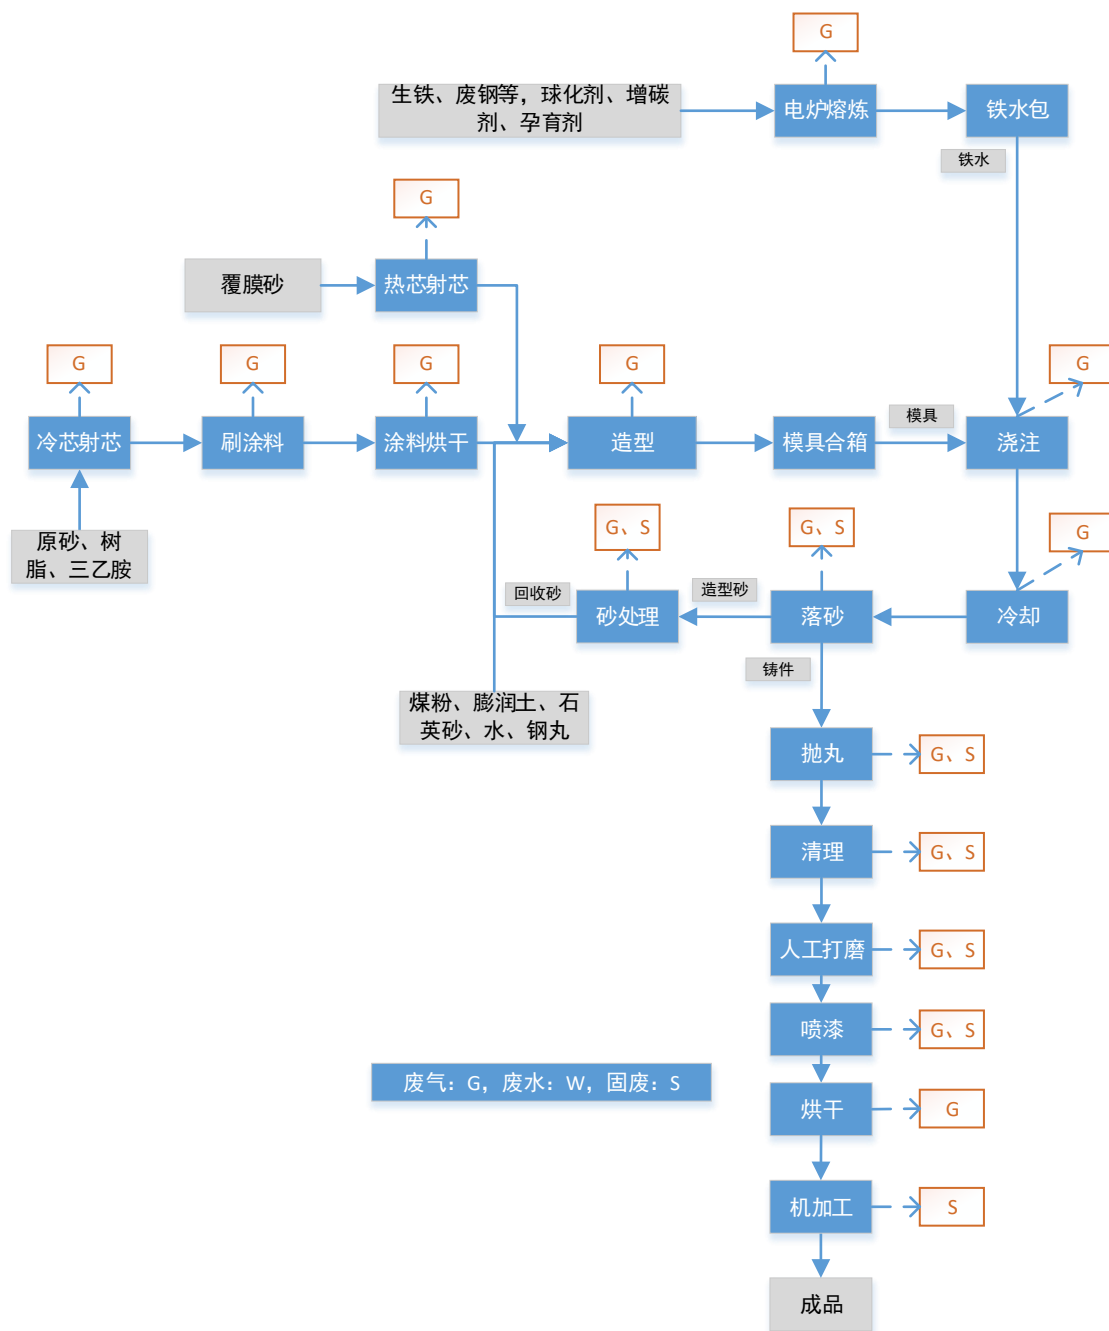 G
生铁、废钢等，球化剂、增碳
剂、孕育剂
电炉熔炼
铁水包
铁水
G
覆膜砂
热芯射芯
G
G
G
G
G
冷芯射芯
刷涂料
涂料烘干
造型
模具合箱
模具
浇注
原砂、树
脂、三乙胺
G、S
G、S
G
回收砂
砂处理
造型砂
落砂
冷却
铸件
煤粉、膨润土、石
英砂、水、钢丸
抛丸
G、S
清理
G、S
人工打磨
G、S
喷漆
G、S
废气：G，废水：W，固废：S
烘干
G
机加工
S
成品